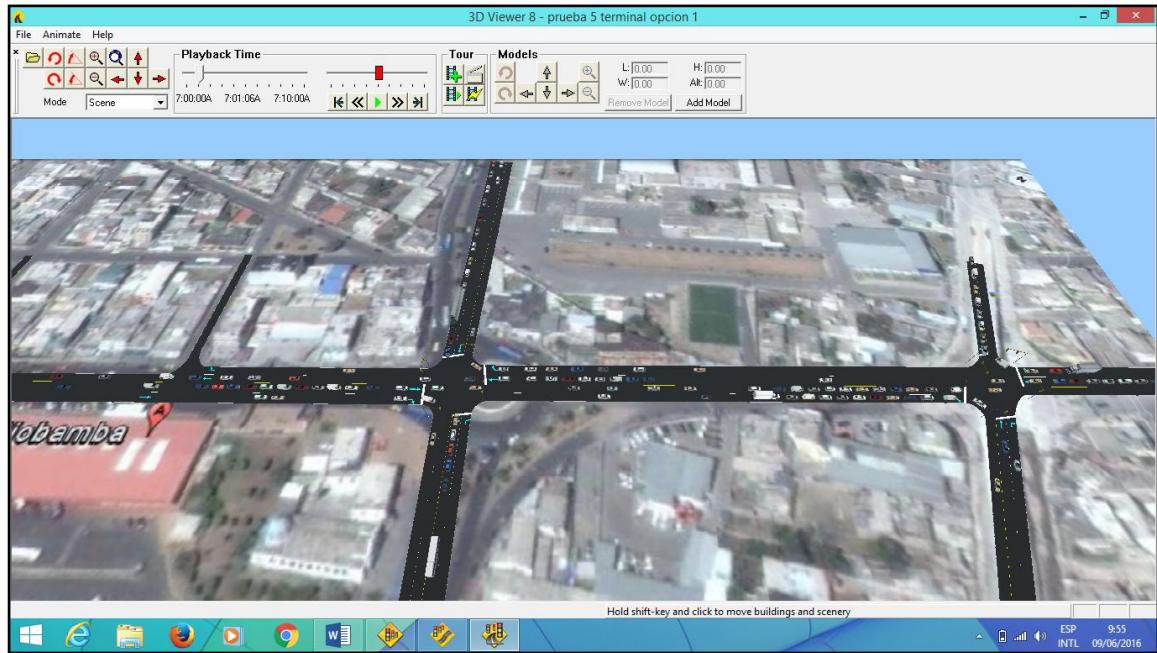 3D Viewer 8 - prueba 5 terminal opcion 1
File Animate Help
Playback Time
Tour
Models
L: 0.00 H: 0.00
W: 0.00 Alt: 0.00
Mode Scene
7:00:00A 7:01:06A 7:10:00A
Remove Model Add Model
A
iobamba
Hold shift-key and click to move buildings and scenery
ESP 9:55
INTL 09/06/2016